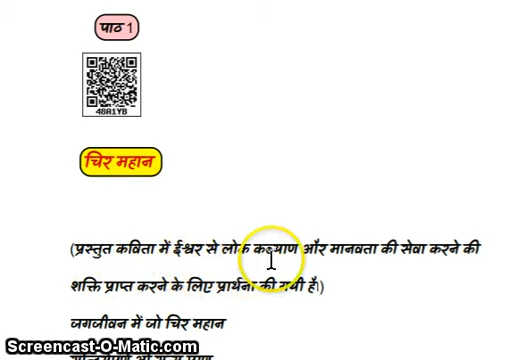 पाठ 1
4BA1YB
चिर महान
(प्रस्तुत कविता में ईश्वर से लोक कल्याण और मानवता की सेवा करने की
शक्ति प्राप्त करने के लिए प्रार्थना की गयी है।)
जगजीवन में जो चिर महान
Screencast-O-Matic.com